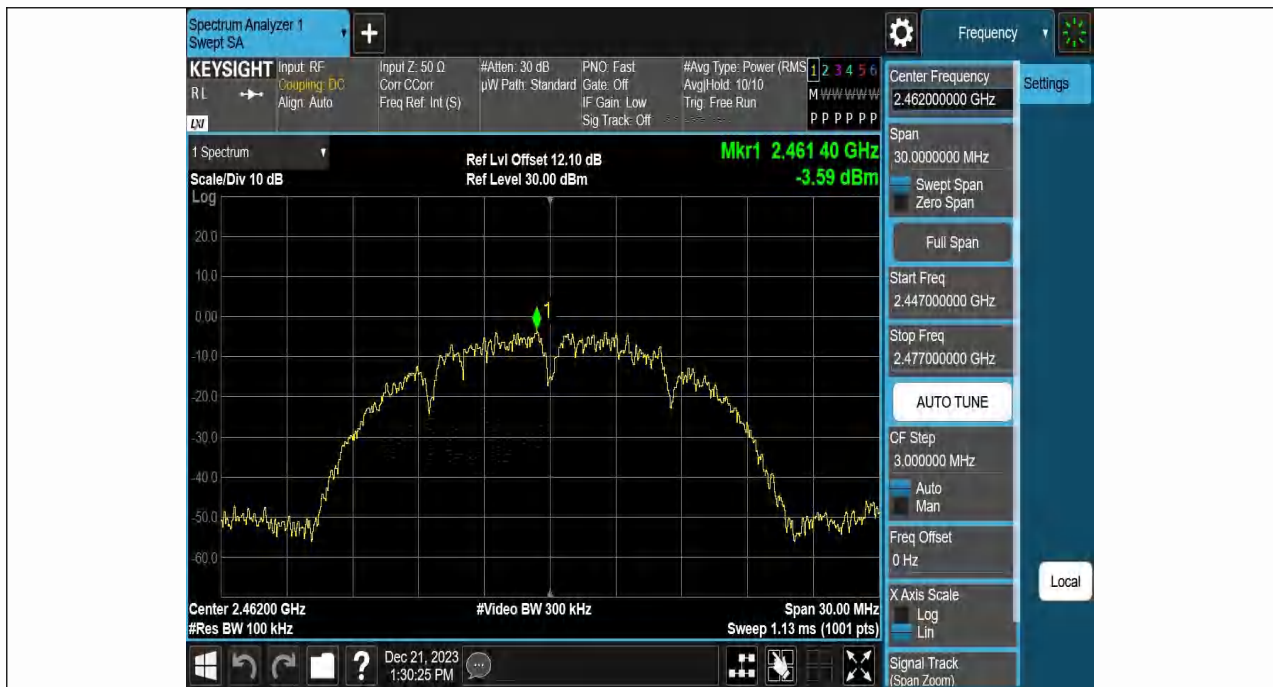 Spectrum Analyzer 1
Swept SA
+
Frequency
KEYSIGHT
RL
LXI
Input: RF
Coupling: DC
Align: Auto
Input Z: 50 Ω
Corr CCorr
Freq Ref: Int (S)
#Atten: 30 dB
µW Path: Standard
PNO: Fast
Gate: Off
IF Gain: Low
Sig Track: Off
#Avg Type: Power (RMS
Avg|Hold: 10/10
Trig: Free Run
1 2 3 4 5 6
M W W W W W
P P P P P P
1 Spectrum
Scale/Div 10 dB
Ref Lvl Offset 12.10 dB
Ref Level 30.00 dBm
Mkr1 2.461 40 GHz
-3.59 dBm
Log
20.0
10.0
0.00
-10.0
-20.0
-30.0
-40.0
-50.0
-60.0
1
Center 2.46200 GHz
#Res BW 100 kHz
#Video BW 300 kHz
Span 30.00 MHz
Sweep 1.13 ms (1001 pts)
Center Frequency
2.462000000 GHz
Settings
Span
30.0000000 MHz
Swept Span
Zero Span
Full Span
Start Freq
2.447000000 GHz
Stop Freq
2.477000000 GHz
AUTO TUNE
CF Step
3.000000 MHz
Auto
Man
Freq Offset
0 Hz
X Axis Scale
Log
Lin
Local
Signal Track
(Span Zoom)
?
Dec 21, 2023
1:30:25 PM